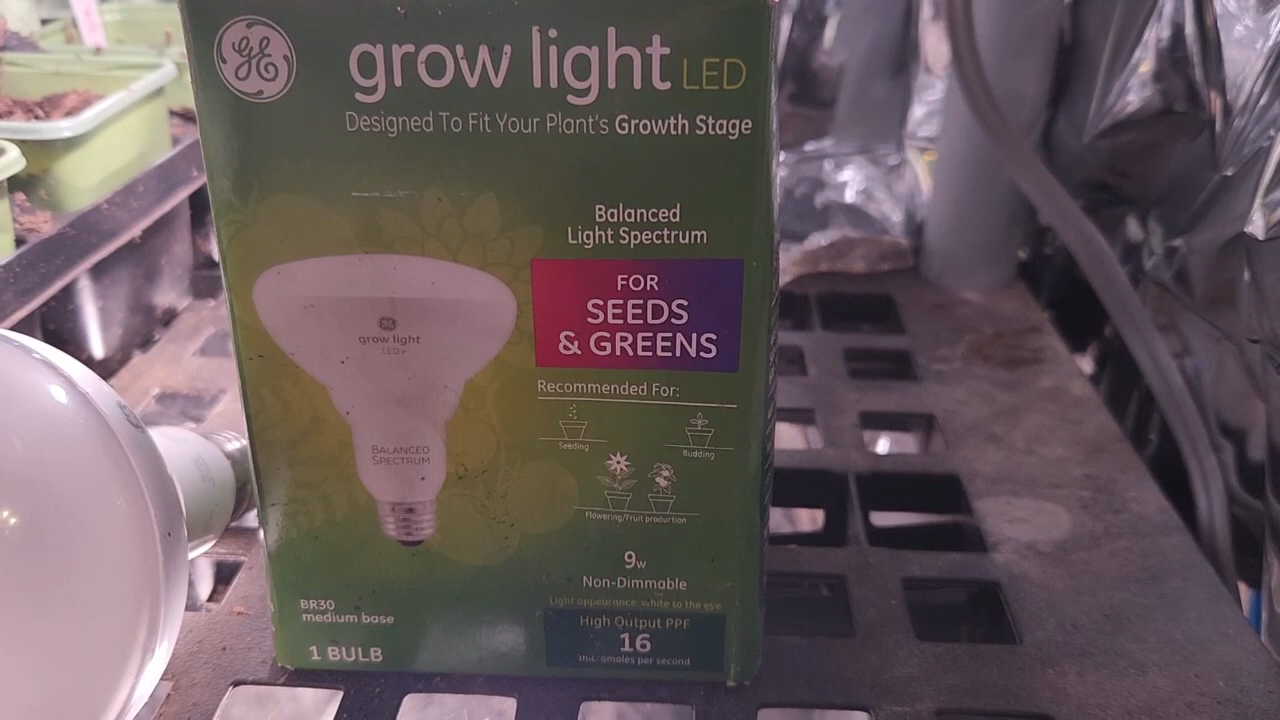 GE
grow light LED
Designed To Fit Your Plant's Growth Stage
Balanced
Light Spectrum
FOR
SEEDS
& GREENS
Recommended For:
Seeding
Budding
Flowering/Fruit production
GE
grow light
LED+
BALANCED
SPECTRUM
9w
Non-Dimmable
Light appearance: white to the eye
High Output PPF
16
micromoles per second
BR30
medium base
1 BULB